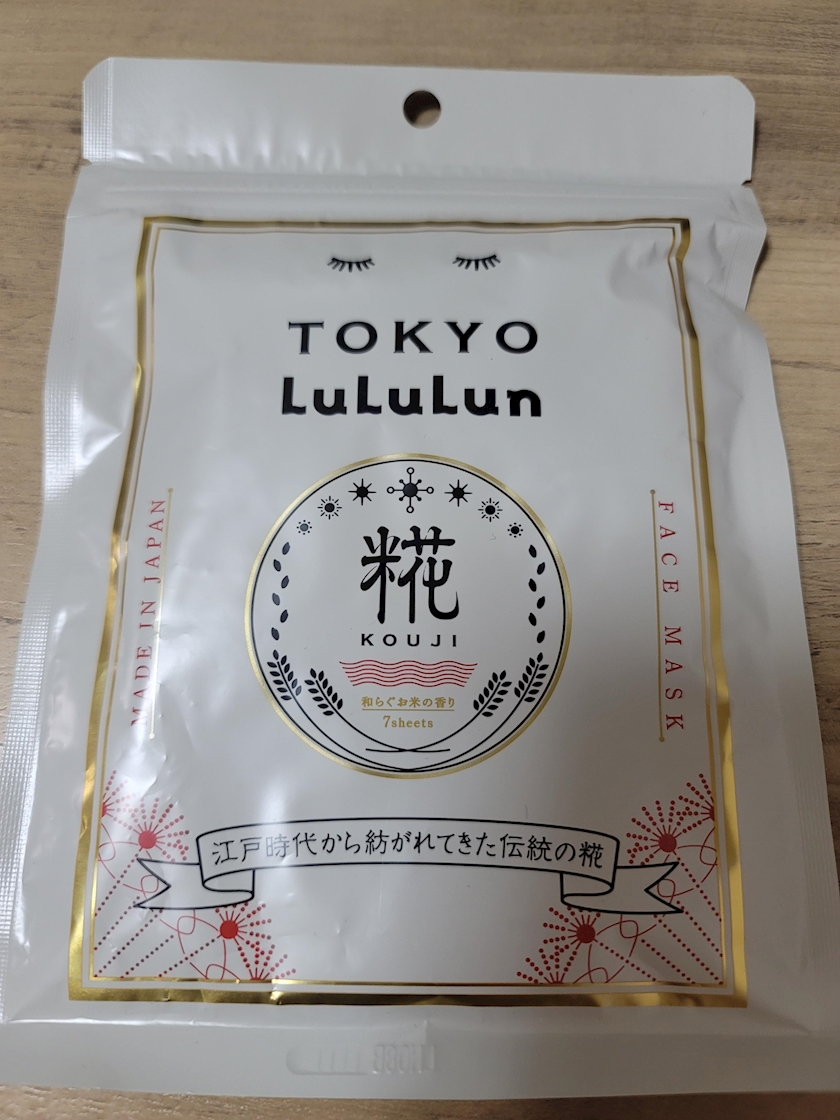 TOKYO
LuLuLun
MADE IN JAPAN
FACE MASK
糀
KOUJI
和らぐお米の香り
7sheets
江戸時代から紡がれてきた伝統の糀